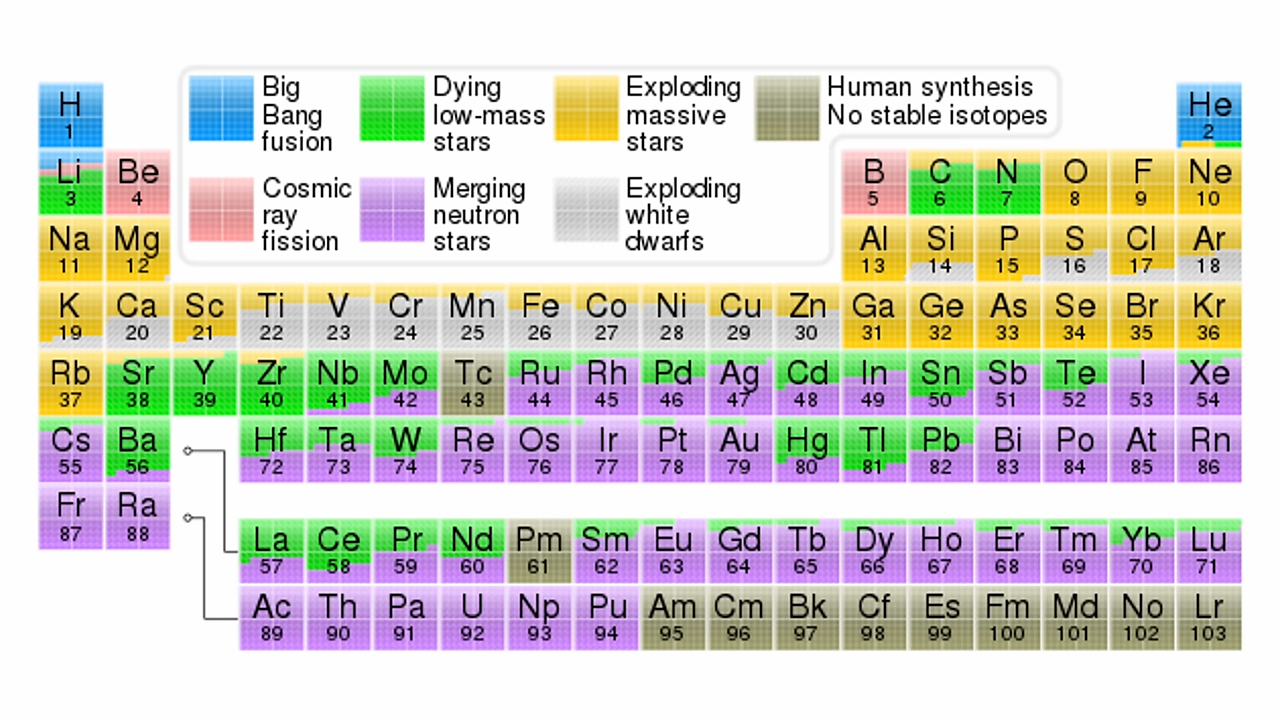 Big Bang fusion
Dying low-mass stars
Exploding massive stars
Human synthesis
No stable isotopes
Cosmic ray fission
Merging neutron stars
Exploding white dwarfs
H He
1 2
Li Be B C N O F Ne
3 4 5 6 7 8 9 10
Na Mg Al Si P S Cl Ar
11 12 13 14 15 16 17 18
K Ca Sc Ti V Cr Mn Fe Co Ni Cu Zn Ga Ge As Se Br Kr
19 20 21 22 23 24 25 26 27 28 29 30 31 32 33 34 35 36
Rb Sr Y Zr Nb Mo Tc Ru Rh Pd Ag Cd In Sn Sb Te I Xe
37 38 39 40 41 42 43 44 45 46 47 48 49 50 51 52 53 54
Cs Ba Hf Ta W Re Os Ir Pt Au Hg Tl Pb Bi Po At Rn
55 56 72 73 74 75 76 77 78 79 80 81 82 83 84 85 86
Fr Ra
87 88
La Ce Pr Nd Pm Sm Eu Gd Tb Dy Ho Er Tm Yb Lu
57 58 59 60 61 62 63 64 65 66 67 68 69 70 71
Ac Th Pa U Np Pu Am Cm Bk Cf Es Fm Md No Lr
89 90 91 92 93 94 95 96 97 98 99 100 101 102 103